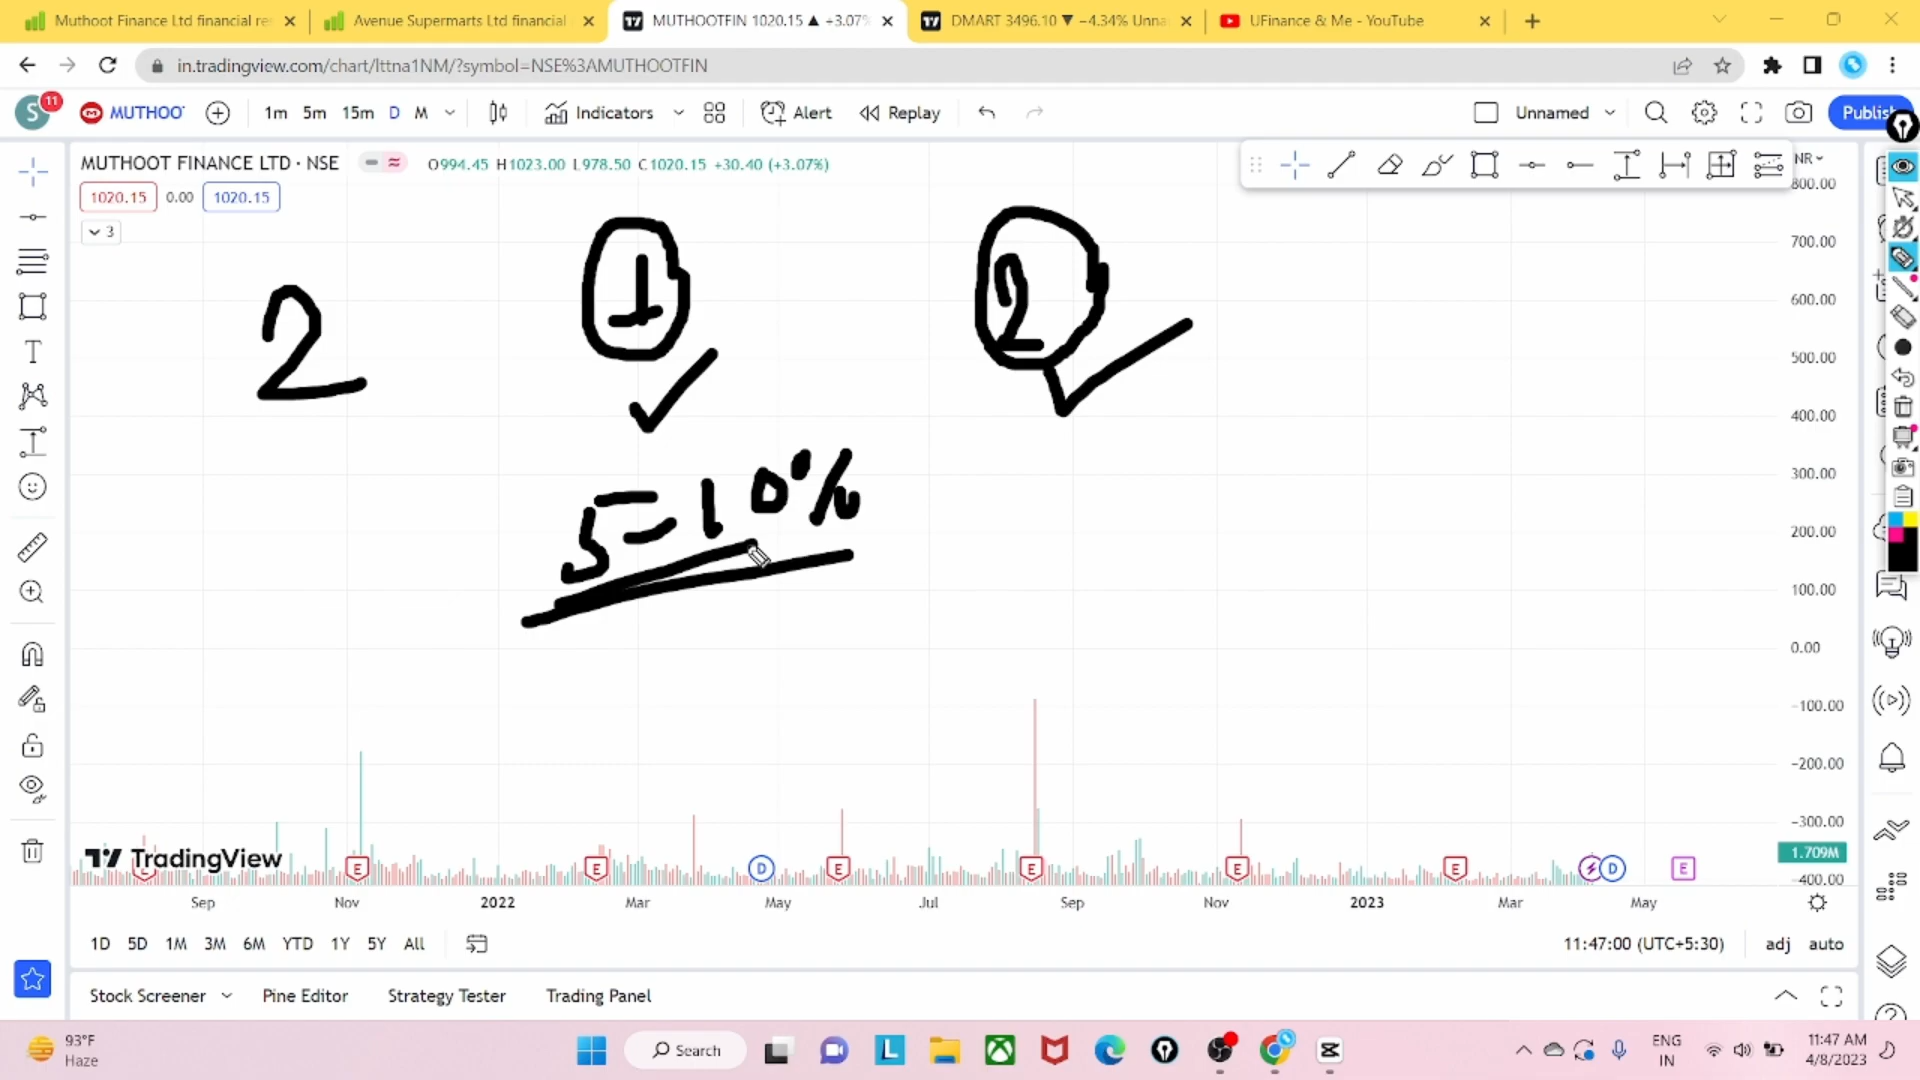 Muthoot Finance Ltd financial re
Avenue Supermarts Ltd financial
MUTHOOTFIN 1020.15 ▲ +3.07%
DMART 3496.10 ▼ −4.34% Unna
UFinance & Me - YouTube
in.tradingview.com/chart/lttna1NM/?symbol=NSE%3AMUTHOOTFIN
S 11 MUTHOO 1m 5m 15m D M Indicators Alert Replay Unnamed Publis
MUTHOOT FINANCE LTD · NSE O994.45 H1023.00 L978.50 C1020.15 +30.40 (+3.07%)
NR
1020.15 0.00 1020.15
3
800.00
700.00
600.00
500.00
400.00
300.00
200.00
100.00
0.00
−100.00
−200.00
−300.00
1.709M
−400.00
2 1 2
5=10%
TradingView
E E D E E E E D E
Sep Nov 2022 Mar May Jul Sep Nov 2023 Mar May
1D 5D 1M 3M 6M YTD 1Y 5Y All 11:47:00 (UTC+5:30) adj auto
Stock Screener Pine Editor Strategy Tester Trading Panel
93°F
Haze
Search
ENG
IN
11:47 AM
4/8/2023